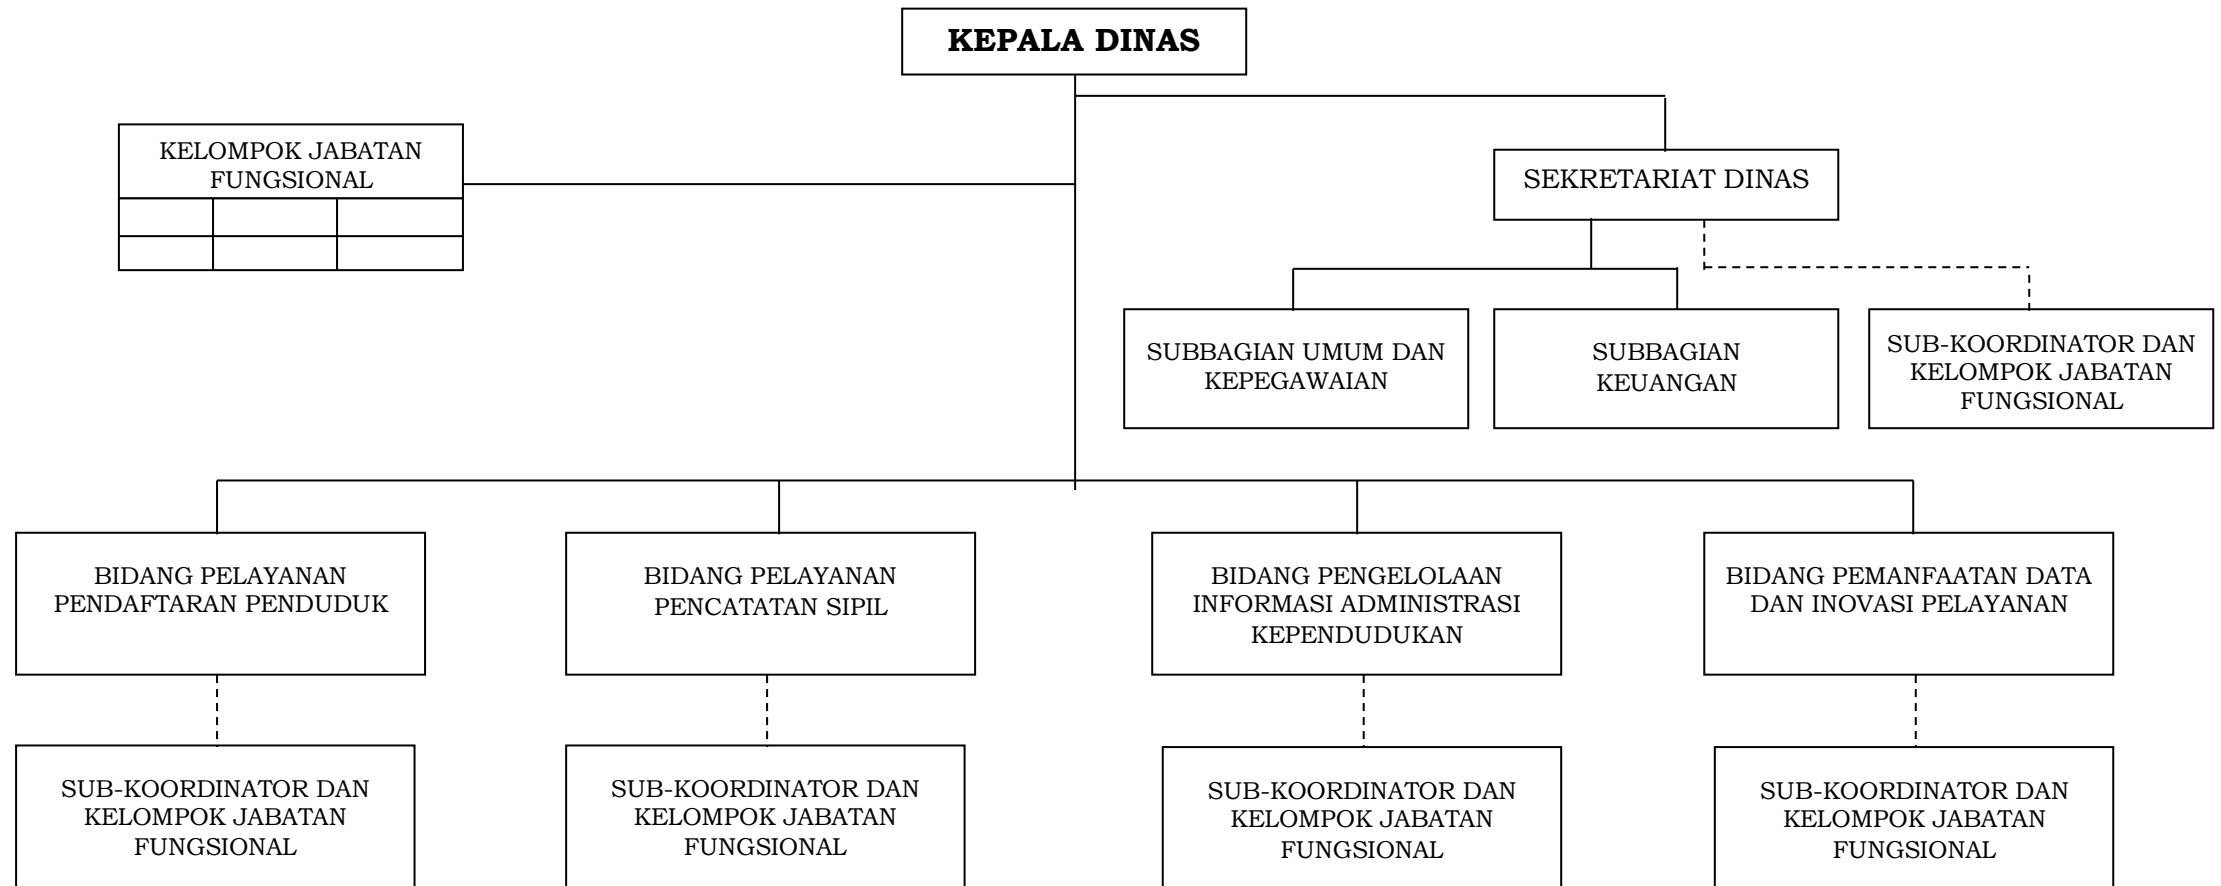 KEPALA DINAS
KELOMPOK JABATAN
FUNGSIONAL
SEKRETARIAT DINAS
SUBBAGIAN UMUM DAN
KEPEGAWAIAN
SUBBAGIAN
KEUANGAN
SUB-KOORDINATOR DAN
KELOMPOK JABATAN
FUNGSIONAL
BIDANG PELAYANAN
PENDAFTARAN PENDUDUK
BIDANG PELAYANAN
PENCATATAN SIPIL
BIDANG PENGELOLAAN
INFORMASI ADMINISTRASI
KEPENDUDUKAN
BIDANG PEMANFAATAN DATA
DAN INOVASI PELAYANAN
SUB-KOORDINATOR DAN
KELOMPOK JABATAN
FUNGSIONAL
SUB-KOORDINATOR DAN
KELOMPOK JABATAN
FUNGSIONAL
SUB-KOORDINATOR DAN
KELOMPOK JABATAN
FUNGSIONAL
SUB-KOORDINATOR DAN
KELOMPOK JABATAN
FUNGSIONAL